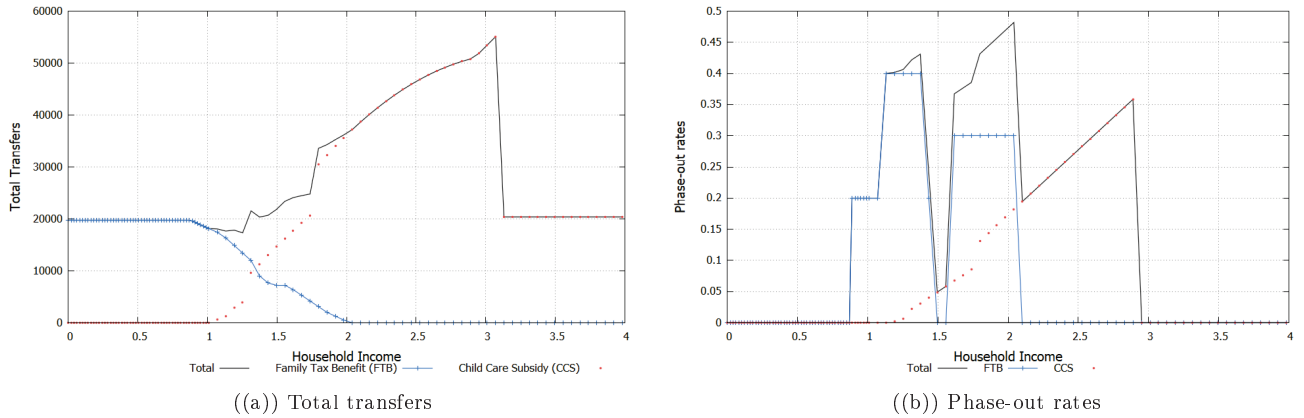 60000
50000
40000
30000
20000
10000
0
Total Transfers
0 0.5 1 1.5 2 2.5 3 3.5 4
Household Income
Total Family Tax Benefit (FTB) Child Care Subsidy (CCS)
((a)) Total transfers
0.5
0.45
0.4
0.35
0.3
0.25
0.2
0.15
0.1
0.05
0
Phase-out rates
0 0.5 1 1.5 2 2.5 3 3.5 4
Household Income
Total FTB CCS
((b)) Phase-out rates